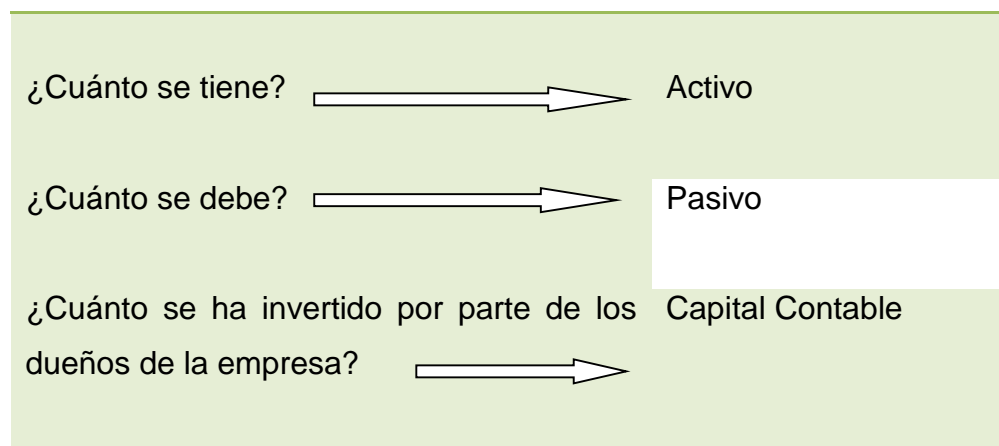 ¿Cuánto se tiene? Activo
¿Cuánto se debe? Pasivo
¿Cuánto se ha invertido por parte de los Capital Contable
dueños de la empresa?